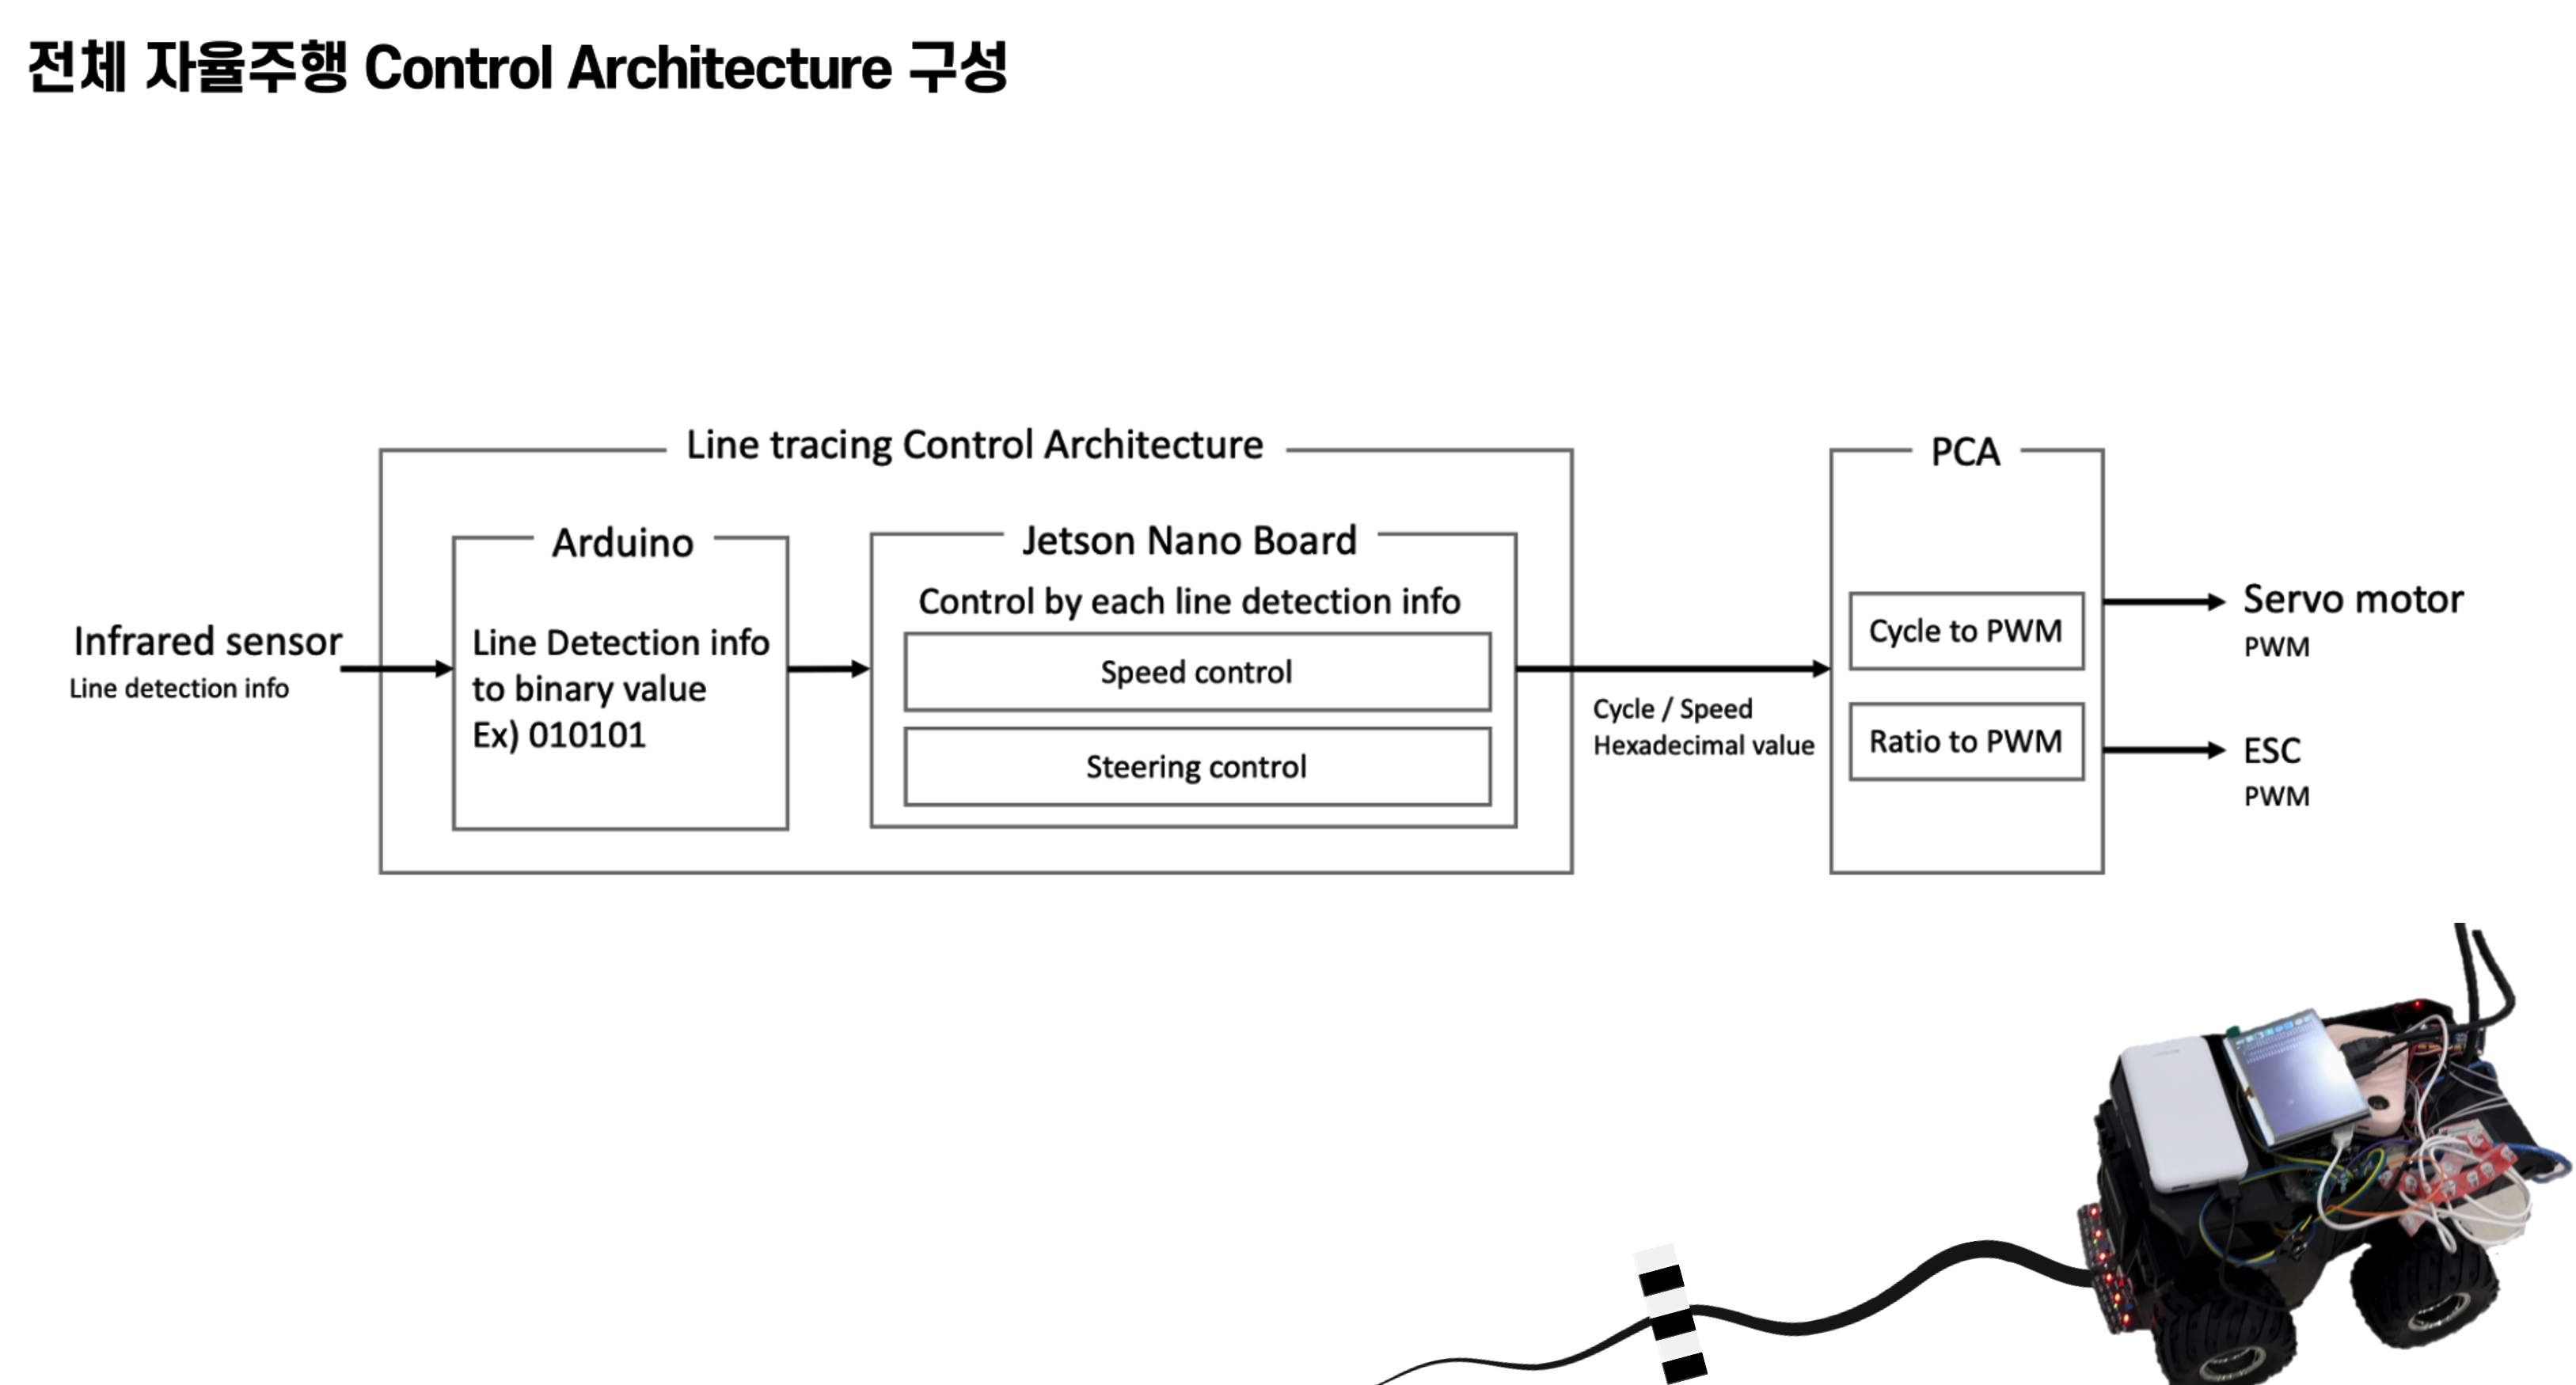 전체 자율주행 Control Architecture 구성
Line tracing Control Architecture
Infrared sensor
Line detection info
Arduino
Line Detection info
to binary value
Ex) 010101
Jetson Nano Board
Control by each line detection info
Speed control
Steering control
Cycle / Speed
Hexadecimal value
PCA
Cycle to PWM
Ratio to PWM
Servo motor
PWM
ESC
PWM